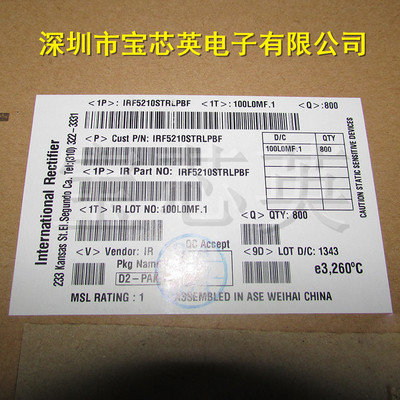 深圳市宝芯英电子有限公司
<1P> IRF5210STRLPBF <1T> 100L0MF.1 <Q> 800
<P> Cust P/N: IRF5210STRLPBF
D/C QTY
100L0MF.1 800
<1P> IR Part NO: IRF5210STRLPBF
<1T> IR LOT NO: 100L0MF.1 <Q> QTY: 800
<V> Vendor: IR QC Accept <9D> LOT D/C: 1343
Pkg Name
D2-PAK
e3,260°C
MSL RATING : 1 ASSEMBLED IN ASE WEIHAI CHINA
International Rectifier
233 Kansas St.El.Segundo Ca. Tel:(310) 322-3331
CAUTION STATIC SENSITIVE DEVICES
宝芯英